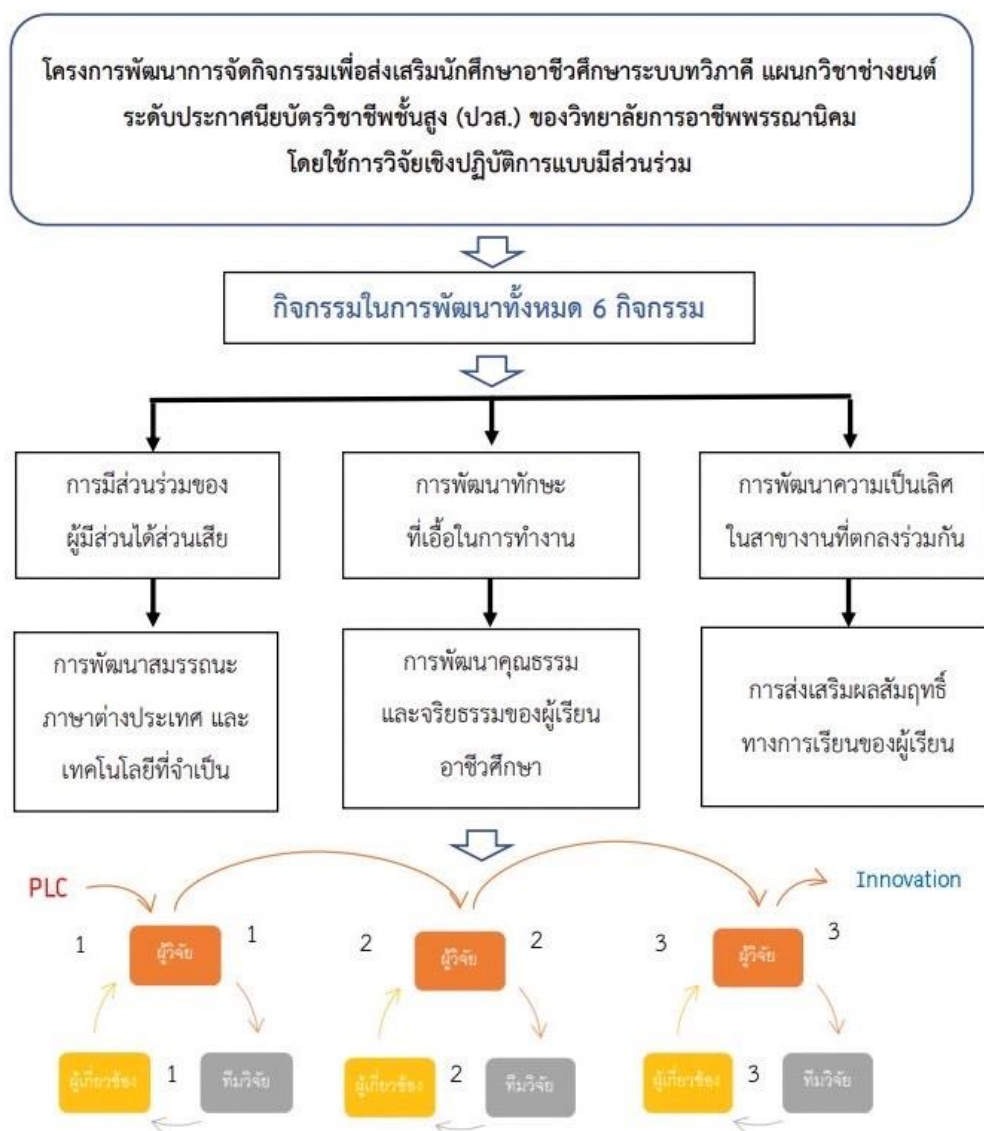 โครงการพัฒนาการจัดกิจกรรมเพื่อส่งเสริมนักศึกษาอาชีวศึกษาระบบทวิภาคี แผนกวิชาช่างยนต์
ระดับประกาศนียบัตรวิชาชีพชั้นสูง (ปวส.) ของวิทยาลัยการอาชีพพรรณานิคม
โดยใช้การวิจัยเชิงปฏิบัติการแบบมีส่วนร่วม
กิจกรรมในการพัฒนาทั้งหมด 6 กิจกรรม
การมีส่วนร่วมของ
ผู้มีส่วนได้ส่วนเสีย
การพัฒนาทักษะ
ที่เอื้อในการทำงาน
การพัฒนาความเป็นเลิศ
ในสาขางานที่ตกลงร่วมกัน
การพัฒนาสมรรถนะ
ภาษาต่างประเทศ และ
เทคโนโลยีที่จำเป็น
การพัฒนาคุณธรรม
และจริยธรรมของผู้เรียน
อาชีวศึกษา
การส่งเสริมผลสัมฤทธิ์
ทางการเรียนของผู้เรียน
PLC
Innovation
1
ผู้วิจัย
1
2
ผู้วิจัย
2
3
ผู้วิจัย
3
ผู้เกี่ยวข้อง
1
ทีมวิจัย
ผู้เกี่ยวข้อง
2
ทีมวิจัย
ผู้เกี่ยวข้อง
3
ทีมวิจัย